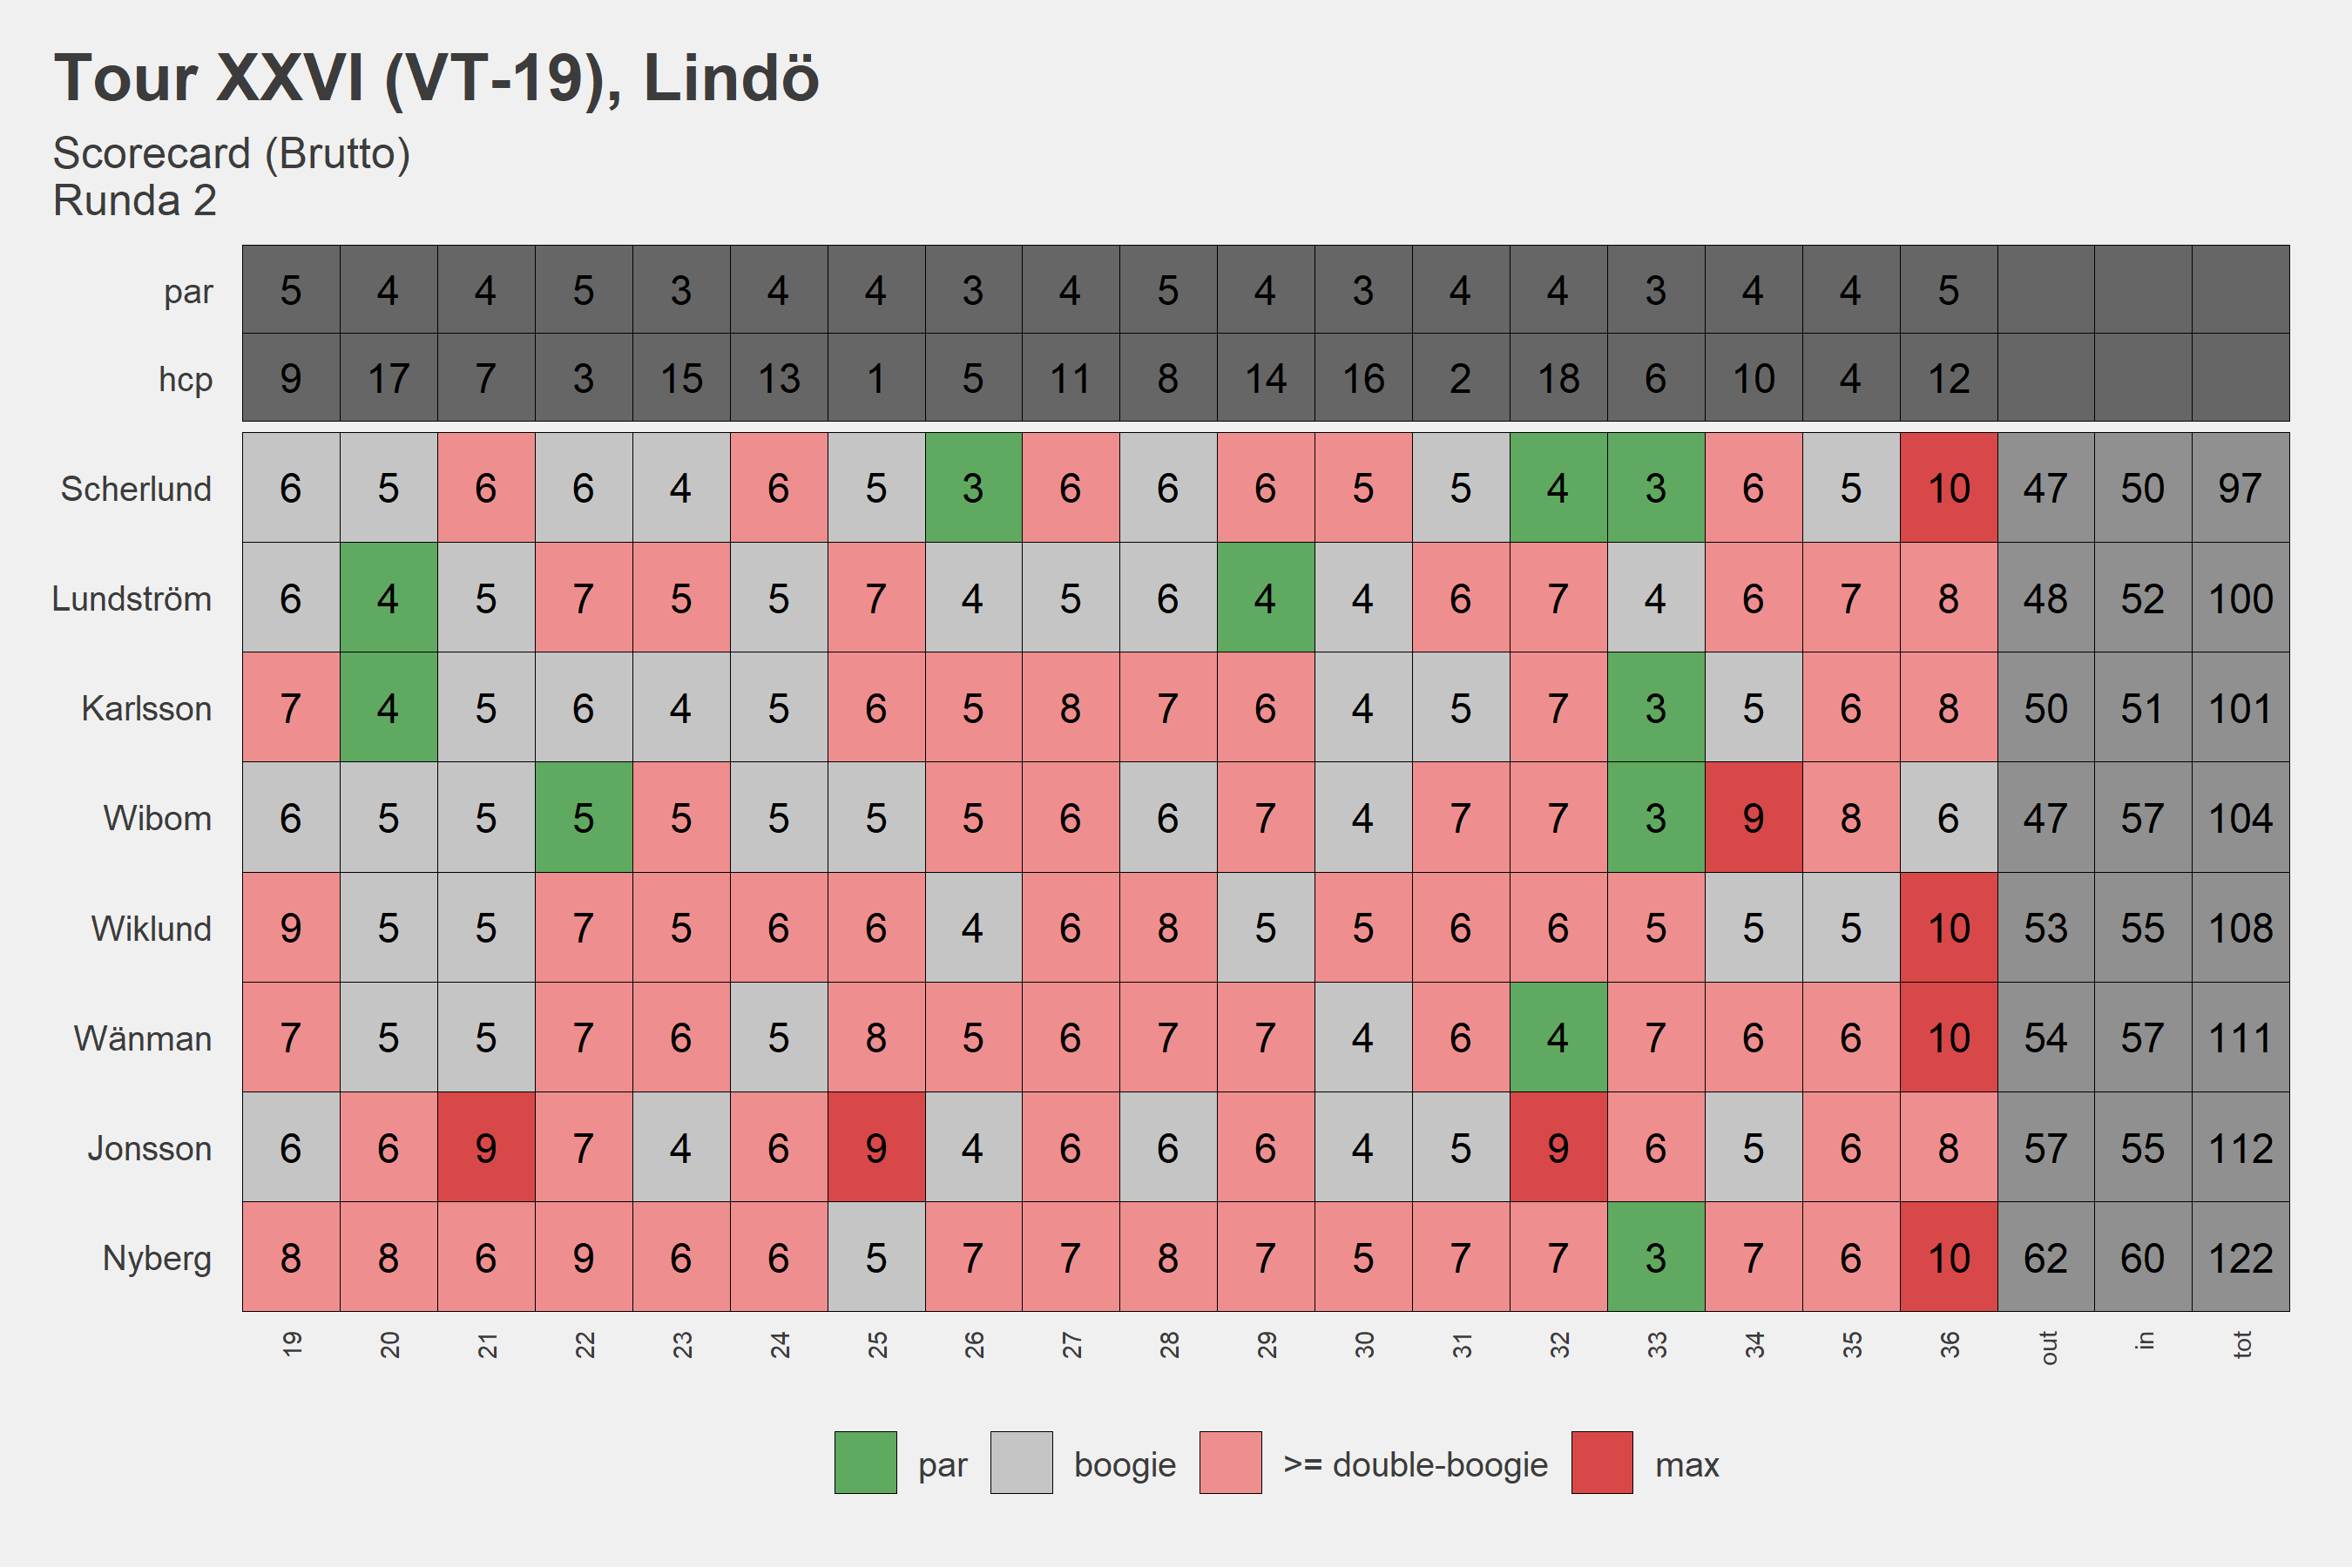 Tour XXVI (VT-19), Lindö
Scorecard (Brutto)
Runda 2
par 5 4 4 5 3 4 4 3 4 5 4 3 4 4 3 4 4 5
hcp 9 17 7 3 15 13 1 5 11 8 14 16 2 18 6 10 4 12
Scherlund 6 5 6 6 4 6 5 3 6 6 6 5 5 4 3 6 5 10 47 50 97
Lundström 6 4 5 7 5 5 7 4 5 6 4 4 6 7 4 6 7 8 48 52 100
Karlsson 7 4 5 6 4 5 6 5 8 7 6 4 5 7 3 5 6 8 50 51 101
Wibom 6 5 5 5 5 5 5 5 6 6 7 4 7 7 3 9 8 6 47 57 104
Wiklund 9 5 5 7 5 6 6 4 6 8 5 5 6 6 5 5 5 10 53 55 108
Wänman 7 5 5 7 6 5 8 5 6 7 7 4 6 4 7 6 6 10 54 57 111
Jonsson 6 6 9 7 4 6 9 4 6 6 6 4 5 9 6 5 6 8 57 55 112
Nyberg 8 8 6 9 6 6 5 7 7 8 7 5 7 7 3 7 6 10 62 60 122
19 20 21 22 23 24 25 26 27 28 29 30 31 32 33 34 35 36 out in tot
par boogie >= double-boogie max